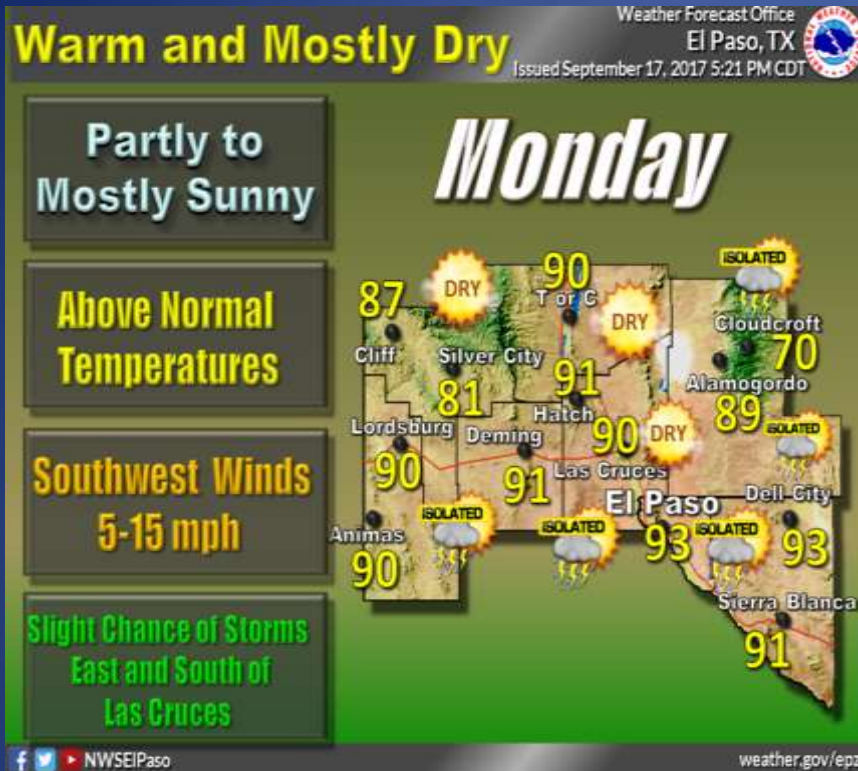 Warm and Mostly Dry
Weather Forecast Office
El Paso, TX
Issued September 17, 2017 5:21 PM CDT
Partly to
Mostly Sunny
Above Normal
Temperatures
Southwest Winds
5-15 mph
Slight Chance of Storms
East and South of
Las Cruces
Monday
DRY
90
T or C
ISOLATED
87
Cliff
DRY
Cloudcroft
70
Silver City
81
91
Hatch
Alamogordo
89
Lordsburg
90
Deming
91
90
Las Cruces
DRY
ISOLATED
Dell City
93
El Paso
93
ISOLATED
ISOLATED
ISOLATED
Animas
90
Sierra Blanca
91
NWSElPaso
weather.gov/epz